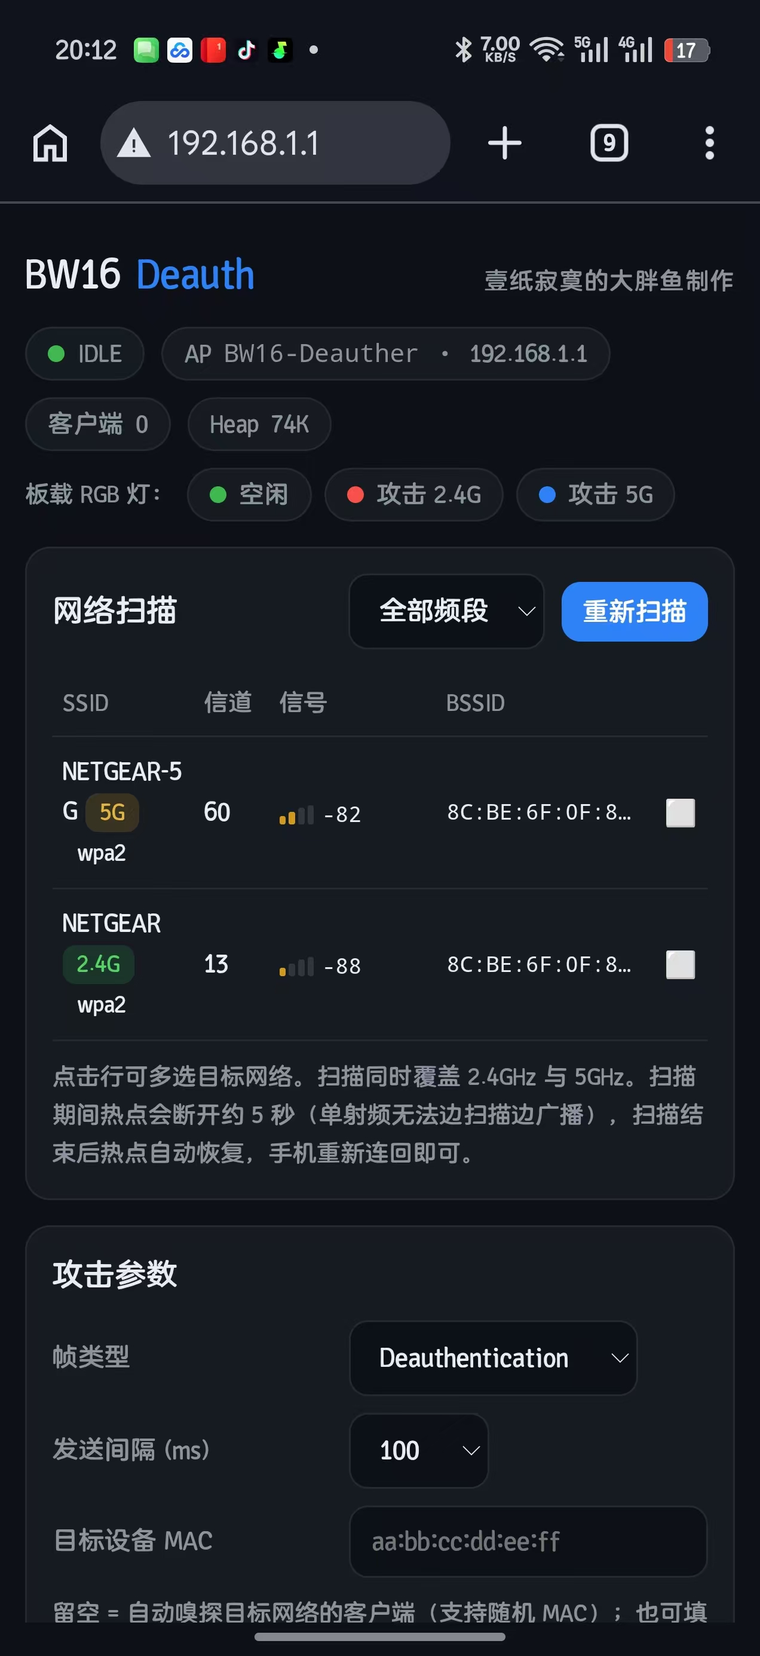 20:12
7.00 KB/S
5G
4G
17
192.168.1.1
9
BW16 Deauth
壹纸寂寞的大胖鱼制作
IDLE
AP BW16-Deauther • 192.168.1.1
客户端 0
Heap 74K
板载 RGB 灯：
空闲
攻击 2.4G
攻击 5G
网络扫描
全部频段
重新扫描
SSID 信道 信号 BSSID
NETGEAR-5
G 5G 60 -82 8C:BE:6F:0F:8…
wpa2
NETGEAR
2.4G 13 -88 8C:BE:6F:0F:8…
wpa2
点击行可多选目标网络。扫描同时覆盖 2.4GHz 与 5GHz。扫描
期间热点会断开约 5 秒（单射频无法边扫描边广播），扫描结
束后热点自动恢复，手机重新连回即可。
攻击参数
帧类型 Deauthentication
发送间隔 (ms) 100
目标设备 MAC aa:bb:cc:dd:ee:ff
留空 = 自动嗅探目标网络的客户端（支持随机 MAC）；也可填